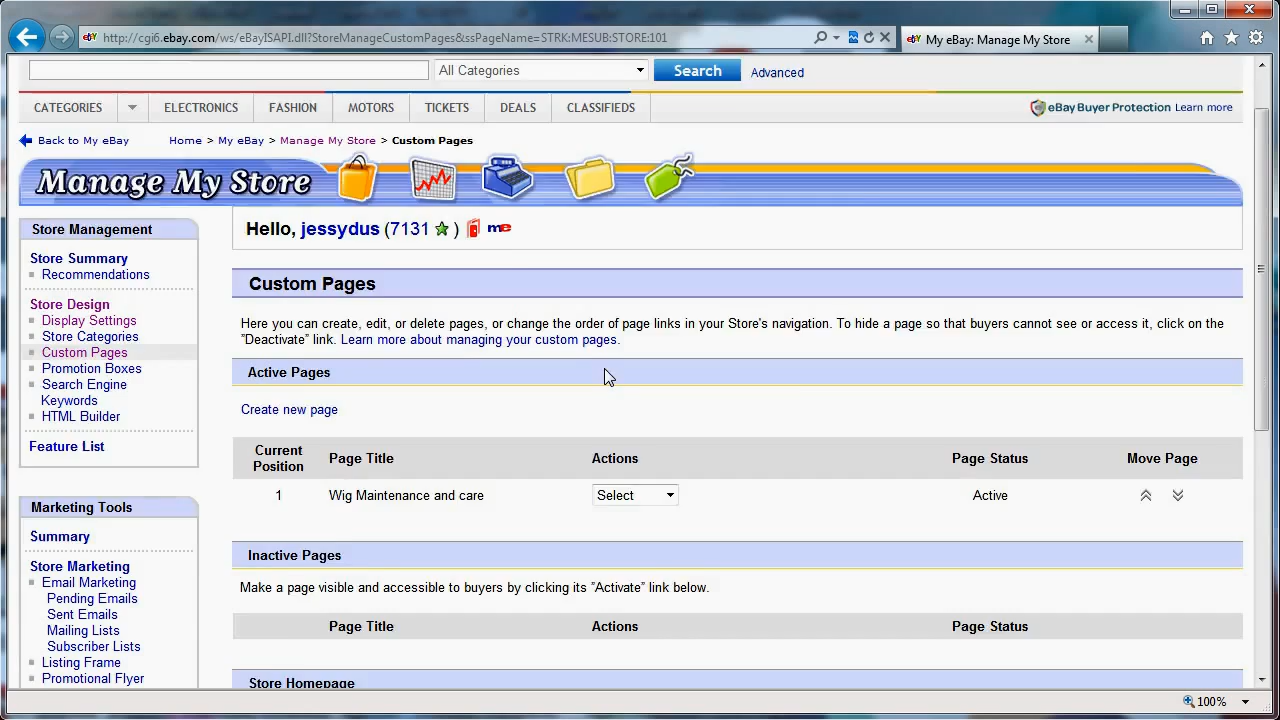 http://cgi6.ebay.com/ws/eBayISAPI.dll?StoreManageCustomPages&ssPageName=STRK:MESUB:STORE:101
My eBay: Manage My Store
All Categories
Search
Advanced
CATEGORIES
ELECTRONICS
FASHION
MOTORS
TICKETS
DEALS
CLASSIFIEDS
eBay Buyer Protection Learn more
Back to My eBay
Home > My eBay > Manage My Store > Custom Pages
Manage My Store
Store Management
Store Summary
Recommendations
Store Design
Display Settings
Store Categories
Custom Pages
Promotion Boxes
Search Engine
Keywords
HTML Builder
Feature List
Marketing Tools
Summary
Store Marketing
Email Marketing
Pending Emails
Sent Emails
Mailing Lists
Subscriber Lists
Listing Frame
Promotional Flyer
Hello, jessydus (7131 ) me
Custom Pages
Here you can create, edit, or delete pages, or change the order of page links in your Store's navigation. To hide a page so that buyers cannot see or access it, click on the
"Deactivate" link. Learn more about managing your custom pages.
Active Pages
Create new page
Current
Position
Page Title
Actions
Page Status
Move Page
1
Wig Maintenance and care
Select
Active
Inactive Pages
Make a page visible and accessible to buyers by clicking its "Activate" link below.
Page Title
Actions
Page Status
Store Homepage
100%